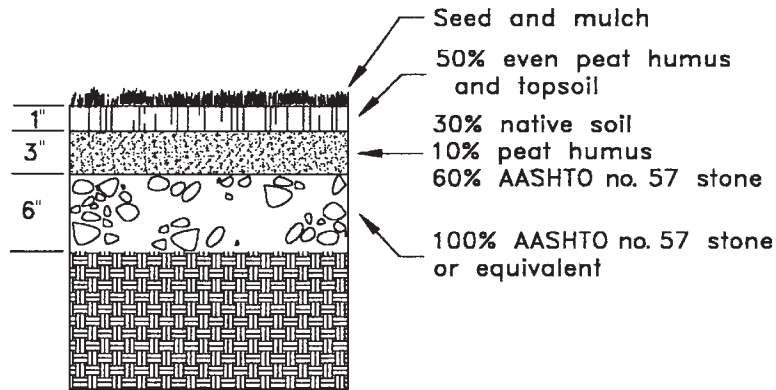 Seed and mulch
50% even peat humus
and topsoil
1"
30% native soil
3"
10% peat humus
60% AASHTO no. 57 stone
6"
100% AASHTO no. 57 stone
or equivalent